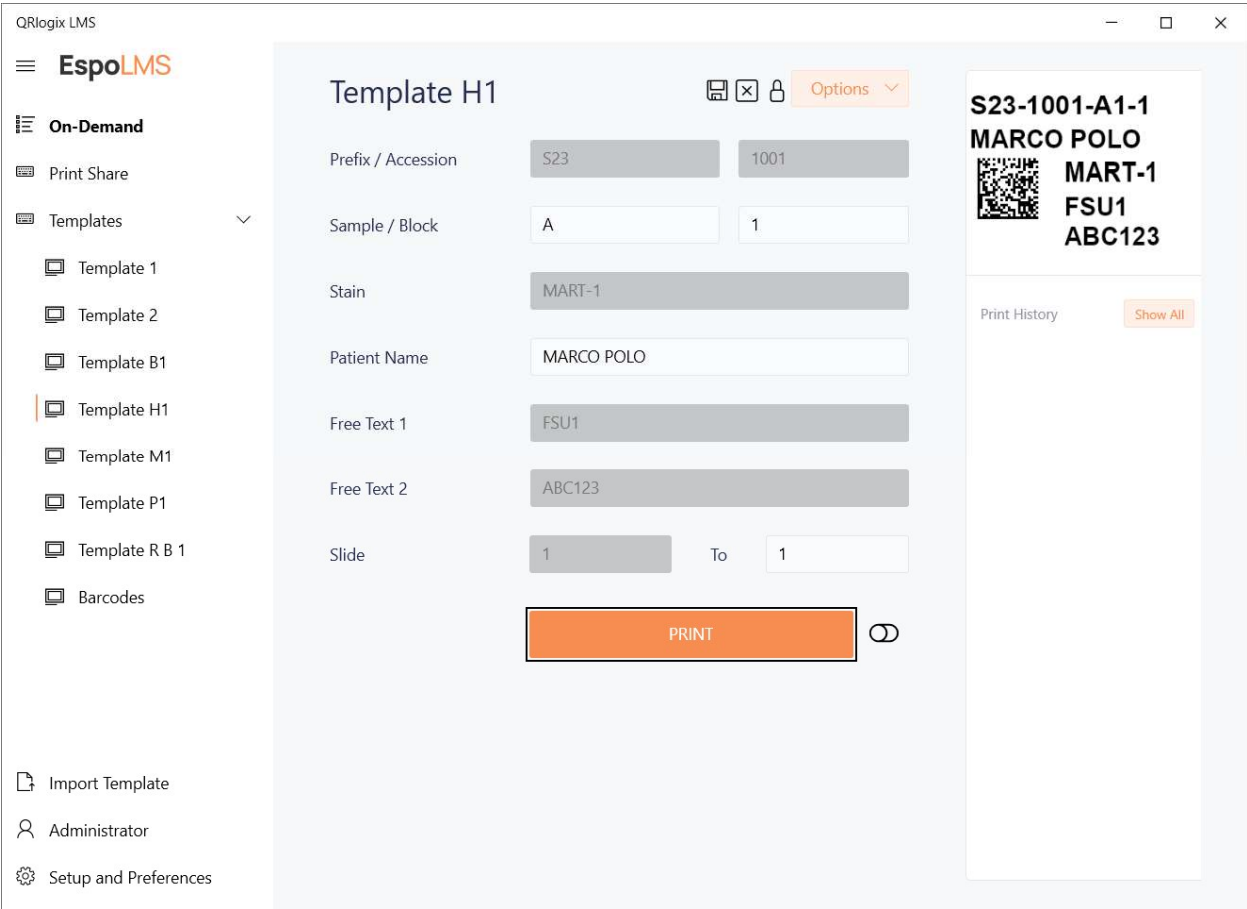 QRlogix LMS
EspoLMS
On-Demand
Print Share
Templates
Template 1
Template 2
Template B1
Template H1
Template M1
Template P1
Template R B 1
Barcodes
Import Template
Administrator
Setup and Preferences
Template H1
Options
Prefix / Accession S23 1001
Sample / Block A 1
Stain MART-1
Patient Name MARCO POLO
Free Text 1 FSU1
Free Text 2 ABC123
Slide 1 To 1
PRINT
S23-1001-A1-1
MARCO POLO
MART-1
FSU1
ABC123
Print History Show All